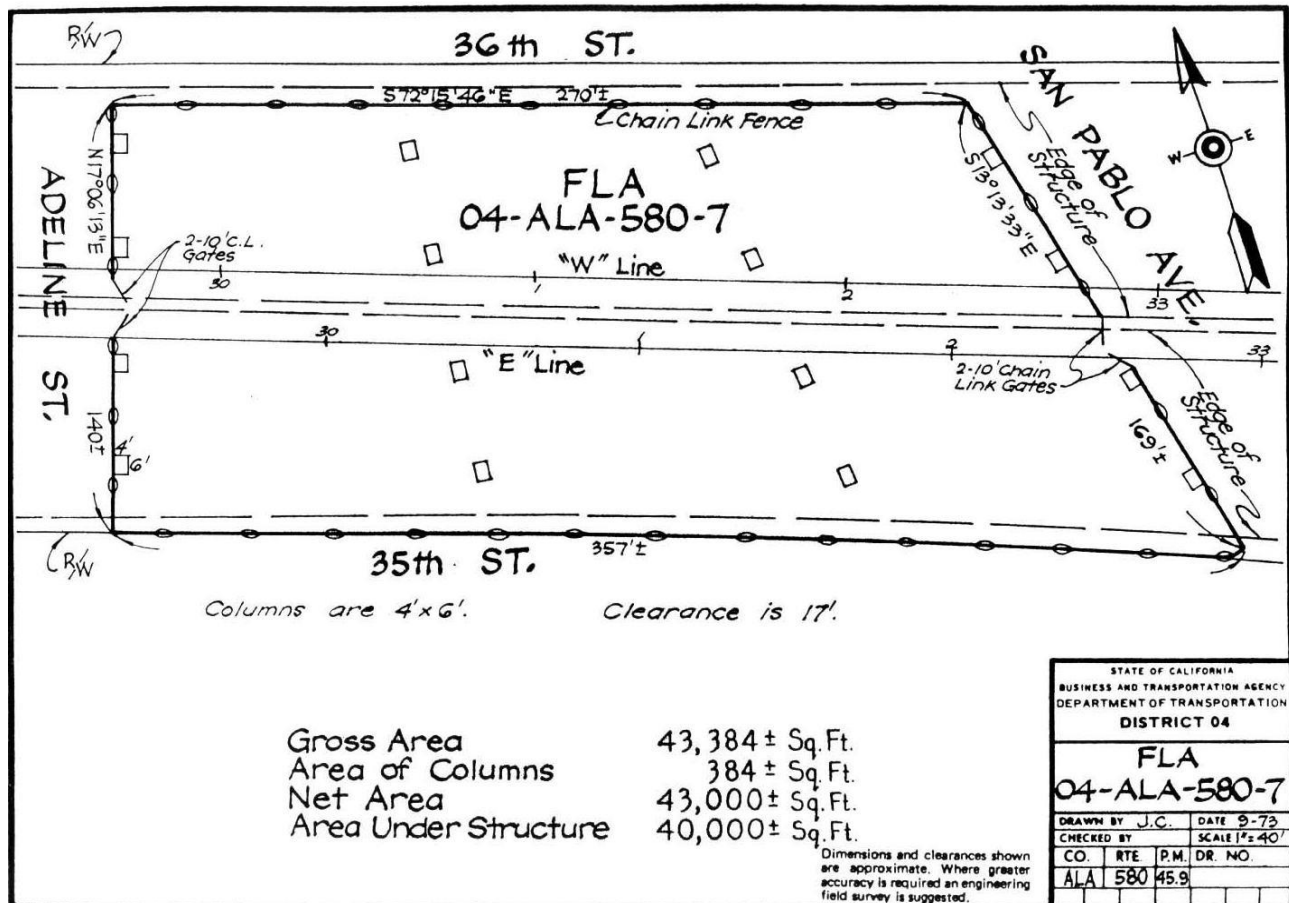 R/W
36th ST.
S72°15'46"E 270'±
Chain Link Fence
SAN PABLO AVE.
W
E
Edge of
Structure
N17°06'13"E
S13°13'33"E
FLA
04-ALA-580-7
ADELINE ST.
2-10' C.L.
Gates
"W" Line
30
1
2
33
30
1
2
33
"E" Line
2-10' Chain
Link Gates
Edge of
Structure
140±
4'
6'
169'±
R/W
35th ST.
357'±
Columns are 4'x6'. Clearance is 17'.
Gross Area 43,384± Sq.Ft.
Area of Columns 384± Sq.Ft.
Net Area 43,000± Sq.Ft.
Area Under Structure 40,000± Sq.Ft.
Dimensions and clearances shown
are approximate. Where greater
accuracy is required an engineering
field survey is suggested.
STATE OF CALIFORNIA
BUSINESS AND TRANSPORTATION AGENCY
DEPARTMENT OF TRANSPORTATION
DISTRICT 04
FLA
04-ALA-580-7
DRAWN BY J.C. DATE 9-73
CHECKED BY SCALE 1"=40'
CO. RTE. P.M. DR. NO.
ALA 580 45.9